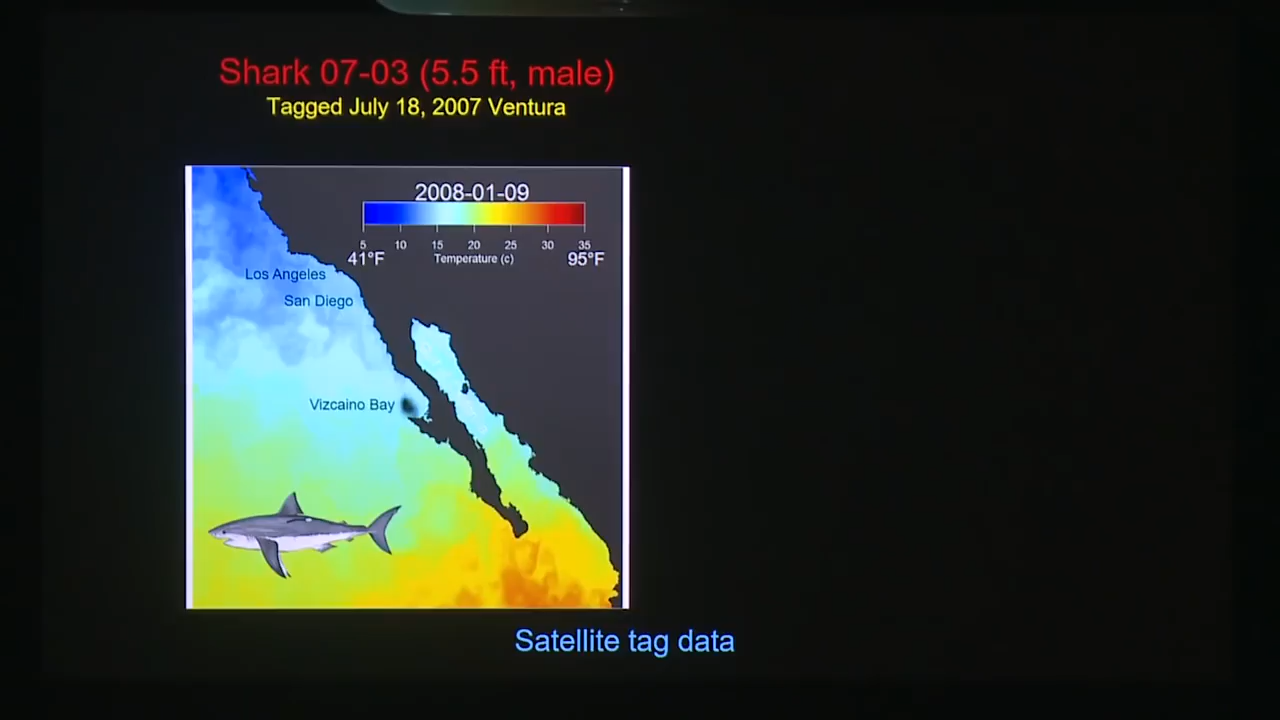 Shark 07-03 (5.5 ft, male)
Tagged July 18, 2007 Ventura
2008-01-09
5 10 15 20 25 30 35
41°F Temperature (c) 95°F
Los Angeles
San Diego
Vizcaino Bay
Satellite tag data